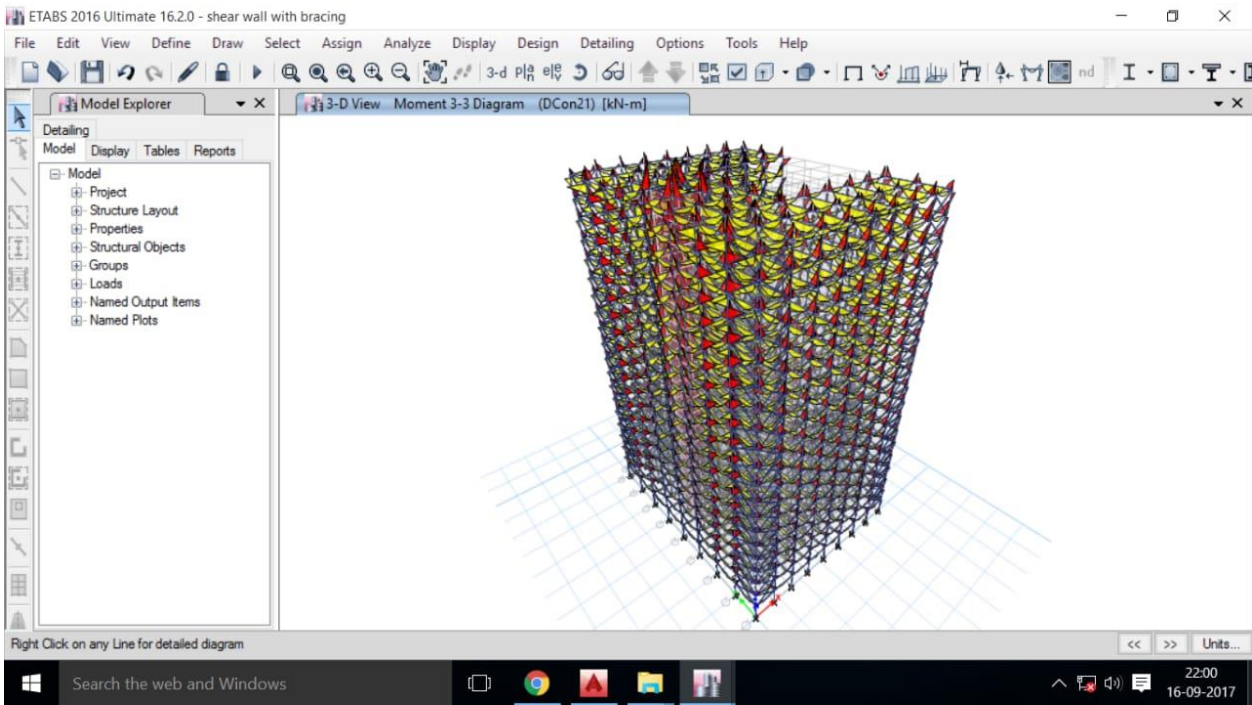 ETABS 2016 Ultimate 16.2.0 - shear wall with bracing
File Edit View Define Draw Select Assign Analyze Display Design Detailing Options Tools Help
3-d nd
Model Explorer
3-D View Moment 3-3 Diagram (DCon21) [kN-m]
Detailing
Model Display Tables Reports
Model
Project
Structure Layout
Properties
Structural Objects
Groups
Loads
Named Output Items
Named Plots
Right Click on any Line for detailed diagram
<< >> Units...
Search the web and Windows
22:00
16-09-2017